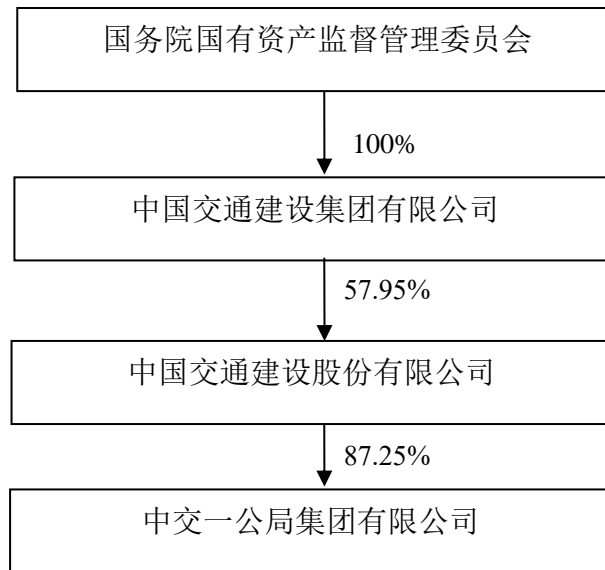 国务院国有资产监督管理委员会
100%
中国交通建设集团有限公司
57.95%
中国交通建设股份有限公司
87.25%
中交一公局集团有限公司